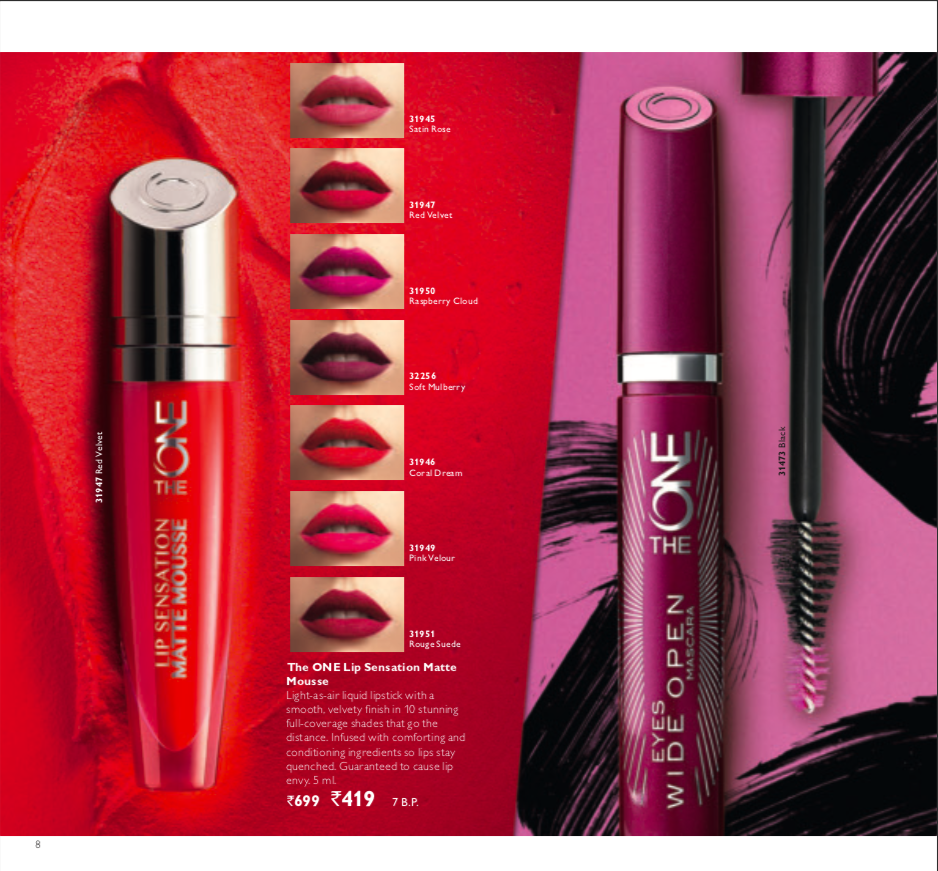 31945
Satin Rose
31947
Red Velvet
31950
Raspberry Cloud
32256
Soft Mulberry
31946
Coral Dream
31949
Pink Velour
31951
Rouge Suede
31947 Red Velvet
THE ONE
LIP SENSATION
MATTE MOUSSE
The ONE Lip Sensation Matte
Mousse
Light-as-air liquid lipstick with a
smooth, velvety finish in 10 stunning
full-coverage shades that go the
distance. Infused with comforting and
conditioning ingredients so lips stay
quenched. Guaranteed to cause lip
envy. 5 ml.
₹699 ₹419 7 B.P.
THE ONE
EYES
WIDE OPEN
MASCARA
31473 Black
8